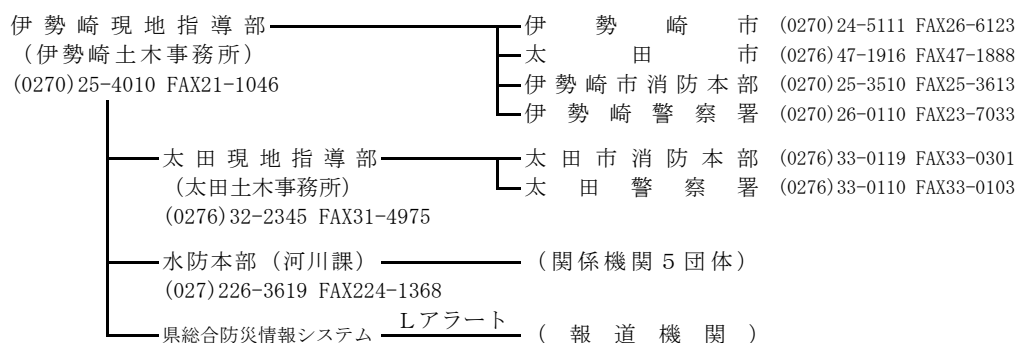 伊勢崎現地指導部 伊勢崎市 (0270)24-5111 FAX26-6123
（伊勢崎土木事務所） 太田市 (0276)47-1916 FAX47-1888
(0270)25-4010 FAX21-1046 伊勢崎市消防本部 (0270)25-3510 FAX25-3613
伊勢崎警察署 (0270)26-0110 FAX23-7033
太田現地指導部 太田市消防本部 (0276)33-0119 FAX33-0301
（太田土木事務所） 太田警察署 (0276)33-0110 FAX33-0103
(0276)32-2345 FAX31-4975
水防本部（河川課） （関係機関５団体）
(027)226-3619 FAX224-1368
県総合防災情報システム Ｌアラート （報道機関）